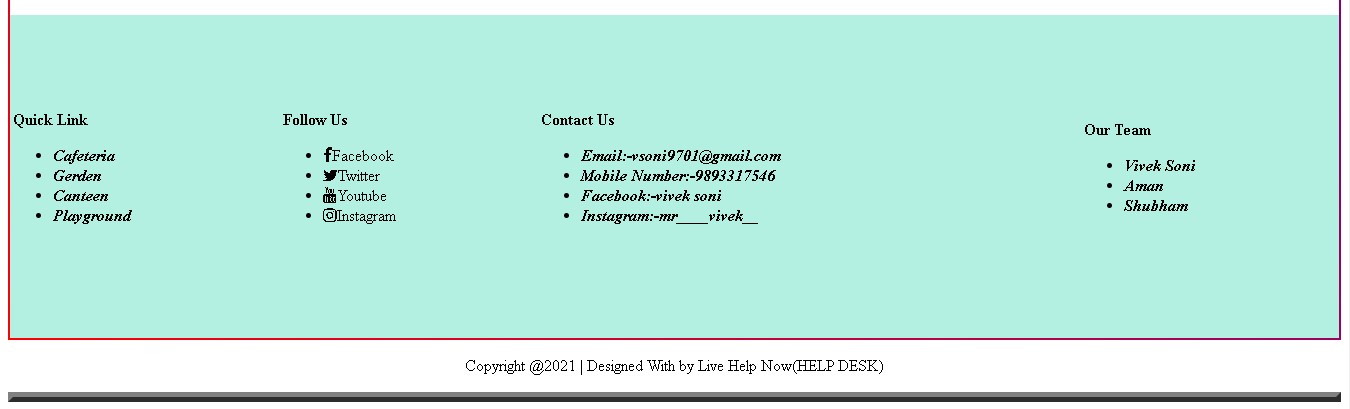 Quick Link
Cafeteria
Gerden
Canteen
Playground
Follow Us
Facebook
Twitter
Youtube
Instagram
Contact Us
Email:-vsoni9701@gmail.com
Mobile Number:-9893317546
Facebook:-vivek soni
Instagram:-mr____vivek__
Our Team
Vivek Soni
Aman
Shubham
Copyright @2021 | Designed With by Live Help Now(HELP DESK)